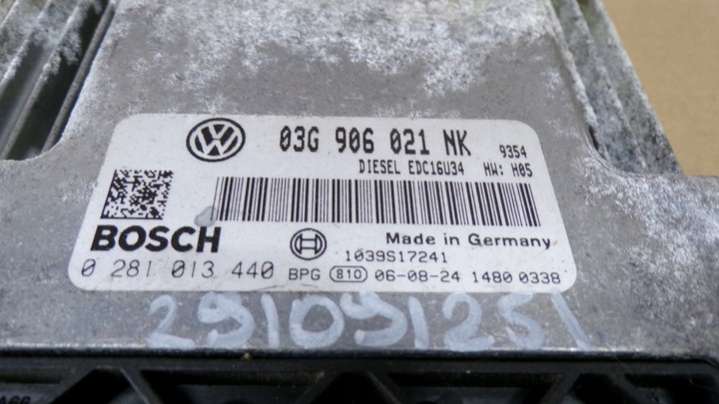 03G 906 021 NK 9354
DIESEL EDC16U34 HW: H05
BOSCH
Made in Germany
1039S17241
0 281 013 440 BPG 810 06-08-24 1480 0338
291091251